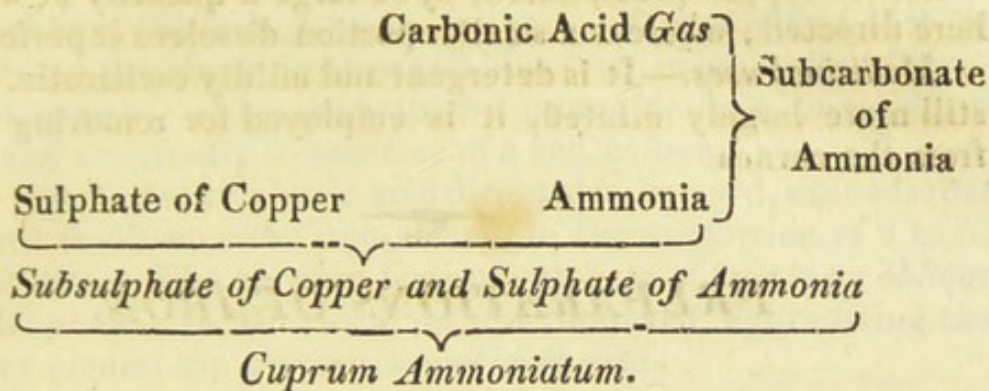 Carbonic Acid Gas
Subcarbonate
of
Ammonia
Sulphate of Copper Ammonia
Subsulphate of Copper and Sulphate of Ammonia
Cuprum Ammoniatum.